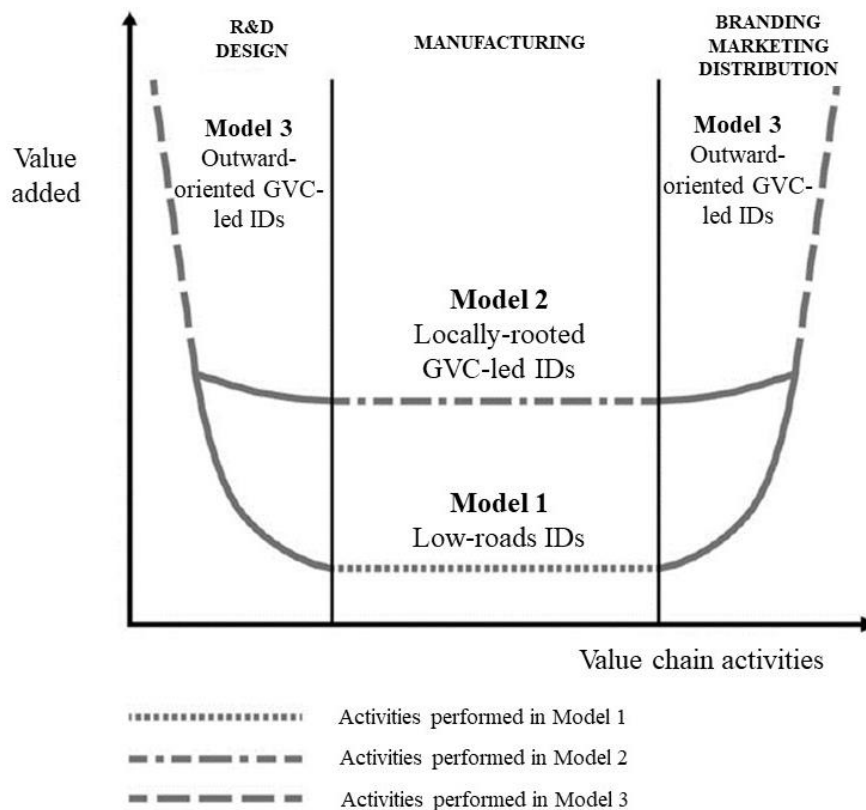 R&D
DESIGN
MANUFACTURING
BRANDING
MARKETING
DISTRIBUTION
Value
added
Model 3
Outward-
oriented GVC-
led IDs
Model 3
Outward-
oriented GVC-
led IDs
Model 2
Locally-rooted
GVC-led IDs
Model 1
Low-roads IDs
Value chain activities
Activities performed in Model 1
Activities performed in Model 2
Activities performed in Model 3